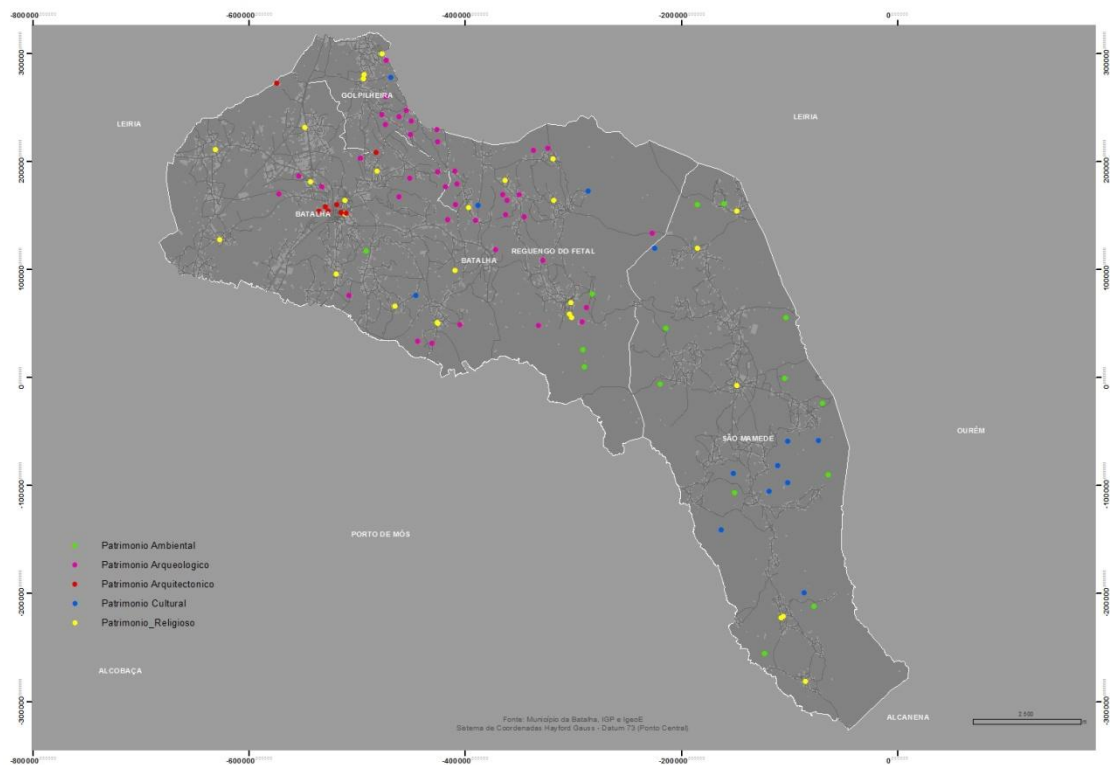 -800000 -600000 -400000 -200000 0
300000 300000
GOLPILHEIRA
LEIRIA LEIRIA
200000 200000
BATALHA
REGUENGO DO FETAL
BATALHA
100000 100000
0 0
OURÉM
SÃO MAMEDE
-100000 -100000
PORTO DE MÓS
Patrimonio Ambiental
Patrimonio Arqueologico
Patrimonio Arquitectonico
Patrimonio Cultural
Patrimonio_Religioso
-200000 -200000
ALCOBAÇA
-300000 -300000
ALCANENA
Fonte: Município da Batalha, IGP e IgeoE
Sistema de Coordenadas Hayford Gauss - Datum 73 (Ponto Central)
-800000 -600000 -400000 -200000 0